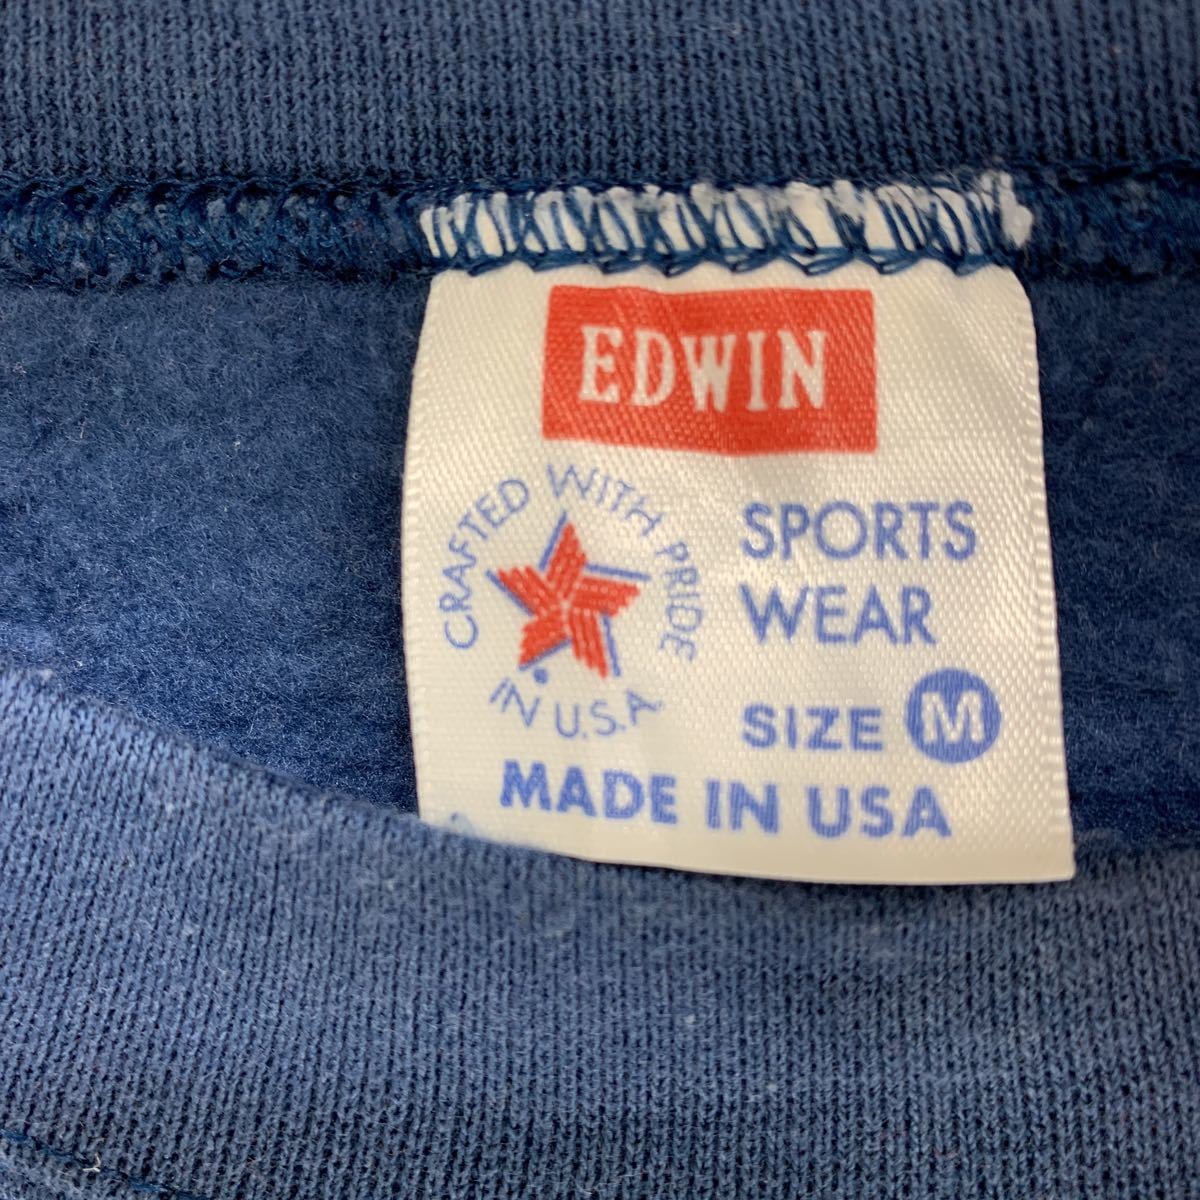 EDWIN
CRAFTED WITH PRIDE
IN U.S.A.
SPORTS
WEAR
SIZE M
MADE IN USA